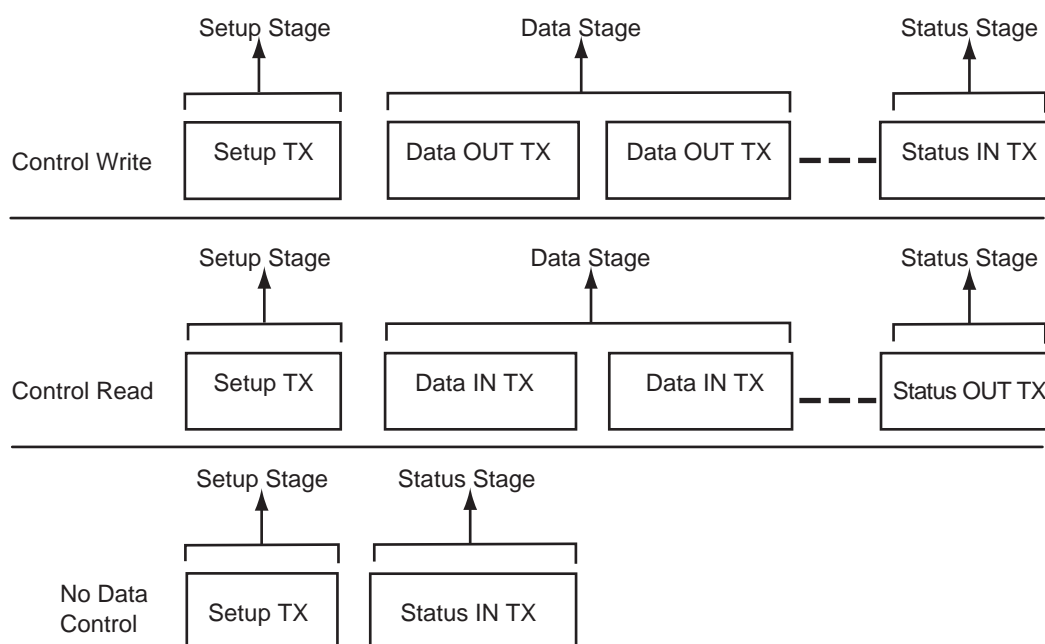 Setup Stage
Data Stage
Status Stage
Control Write
Setup TX
Data OUT TX
Data OUT TX
Status IN TX
Setup Stage
Data Stage
Status Stage
Control Read
Setup TX
Data IN TX
Data IN TX
Status OUT TX
Setup Stage
Status Stage
No Data
Control
Setup TX
Status IN TX